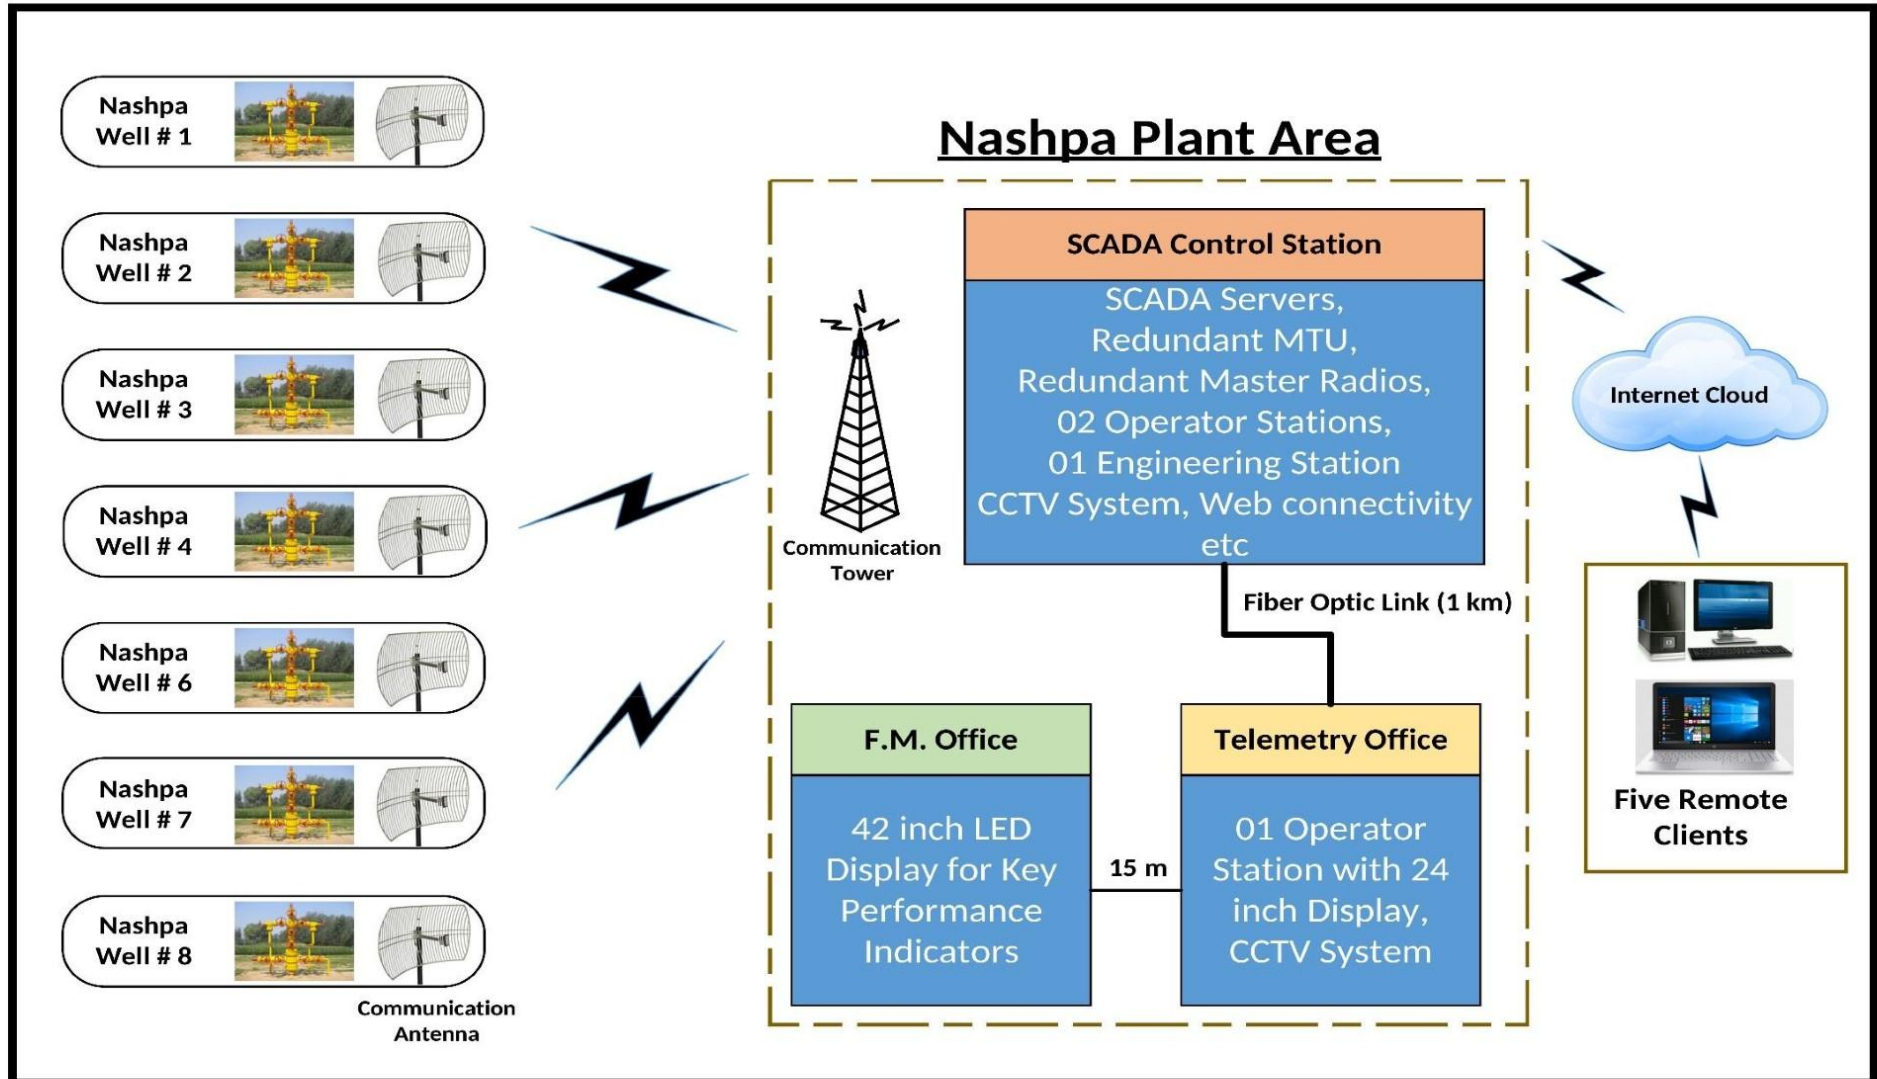 Nashpa
Well # 1
Nashpa
Well # 2
Nashpa
Well # 3
Nashpa
Well # 4
Nashpa
Well # 6
Nashpa
Well # 7
Nashpa
Well # 8
Communication
Antenna
Nashpa Plant Area
Communication
Tower
SCADA Control Station
SCADA Servers,
Redundant MTU,
Redundant Master Radios,
02 Operator Stations,
01 Engineering Station
CCTV System, Web connectivity
etc
Fiber Optic Link (1 km)
F.M. Office
42 inch LED
Display for Key
Performance
Indicators
15 m
Telemetry Office
01 Operator
Station with 24
inch Display,
CCTV System
Internet Cloud
Five Remote
Clients